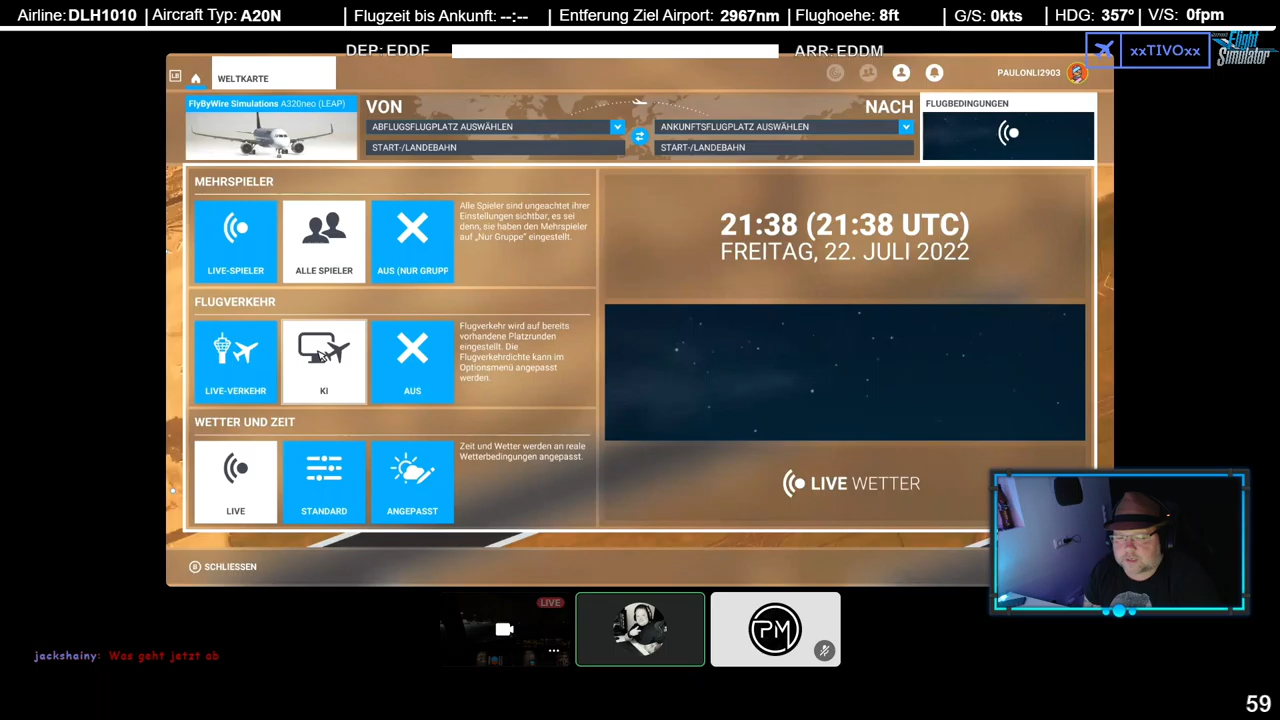 Airline: DLH1010 | Aircraft Typ: A20N | Flugzeit bis Ankunft: --:-- | Entferung Ziel Airport: 2967nm | Flughoehe: 8ft | G/S: 0kts | HDG: 357° | V/S: 0fpm
DEP: EDDF ARR: EDDM
xxTIVOxx
Flight Simulator
LB WELTKARTE
PAULONLI2903
FlyByWire Simulations A320neo (LEAP)
VON
ABFLUGSFLUGPLATZ AUSWÄHLEN
START-/LANDEBAHN
NACH
ANKUNFTSFLUGPLATZ AUSWÄHLEN
START-/LANDEBAHN
FLUGBEDINGUNGEN
MEHRSPIELER
LIVE-SPIELER
ALLE SPIELER
AUS (NUR GRUPP
Alle Spieler sind ungeachtet ihrer
Einstellungen sichtbar, es sei
denn, sie haben den Mehrspieler
auf „Nur Gruppe" eingestellt.
FLUGVERKEHR
LIVE-VERKEHR
KI
AUS
Flugverkehr wird auf bereits
vorhandene Platzrunden
eingestellt. Die
Flugverkehrdichte kann im
Optionsmenü angepasst
werden.
WETTER UND ZEIT
LIVE
STANDARD
ANGEPASST
Zeit und Wetter werden an reale
Wetterbedingungen angepasst.
21:38 (21:38 UTC)
FREITAG, 22. JULI 2022
LIVE WETTER
B SCHLIESSEN
LIVE
PM
jackshainy: Was geht jetzt ab
59